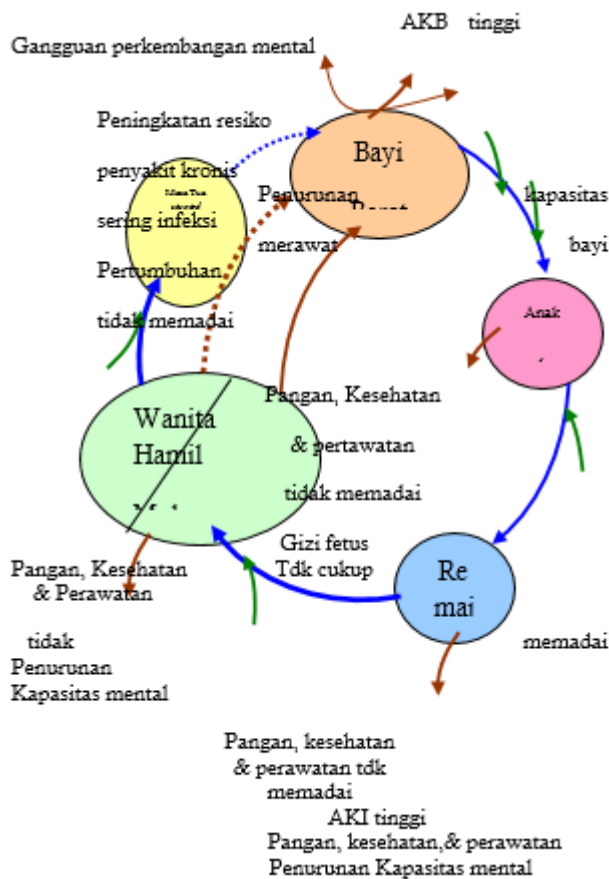 AKB tinggi
Gangguan perkembangan mental
Peningkatan resiko
Bayi
penyakit kronis
Penurunan
kapasitas
sering infeksi
merawat
bayi
Pertumbuhan
Anak
tidak memadai
Pangan, Kesehatan
Wanita
Hamil
& pertawatan
tidak memadai
Gizi fetus
Tdk cukup
Re
mai
Pangan, Kesehatan
& Perawatan
tidak
memadai
Penurunan
Kapasitas mental
Pangan, kesehatan
& perawatan tdk
memadai
AKI tinggi
Pangan, kesehatan,& perawatan
Penurunan Kapasitas mental